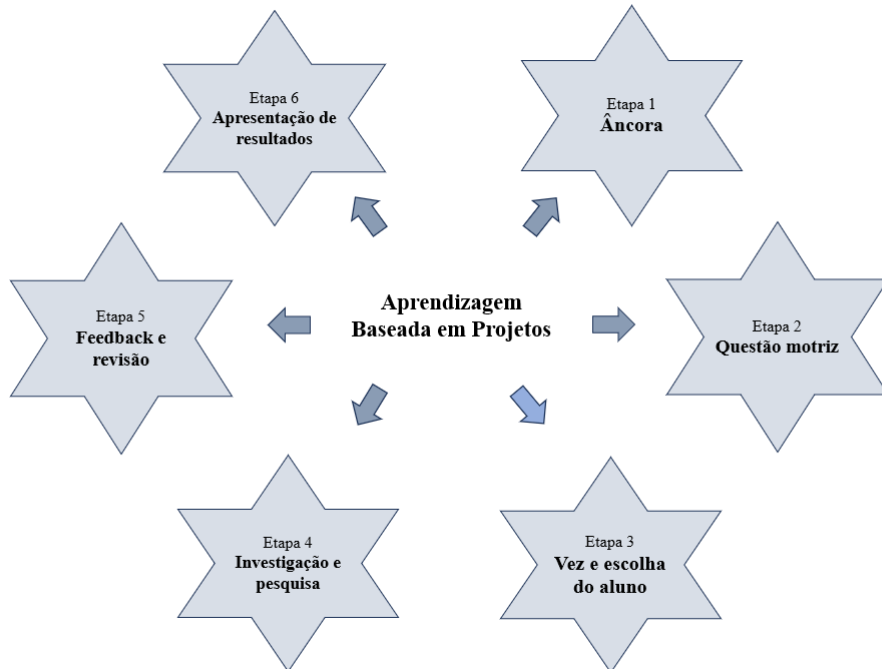 Aprendizagem
Baseada em Projetos
Etapa 1
Âncora
Etapa 2
Questão motriz
Etapa 3
Vez e escolha
do aluno
Etapa 4
Investigação e
pesquisa
Etapa 5
Feedback e
revisão
Etapa 6
Apresentação de
resultados